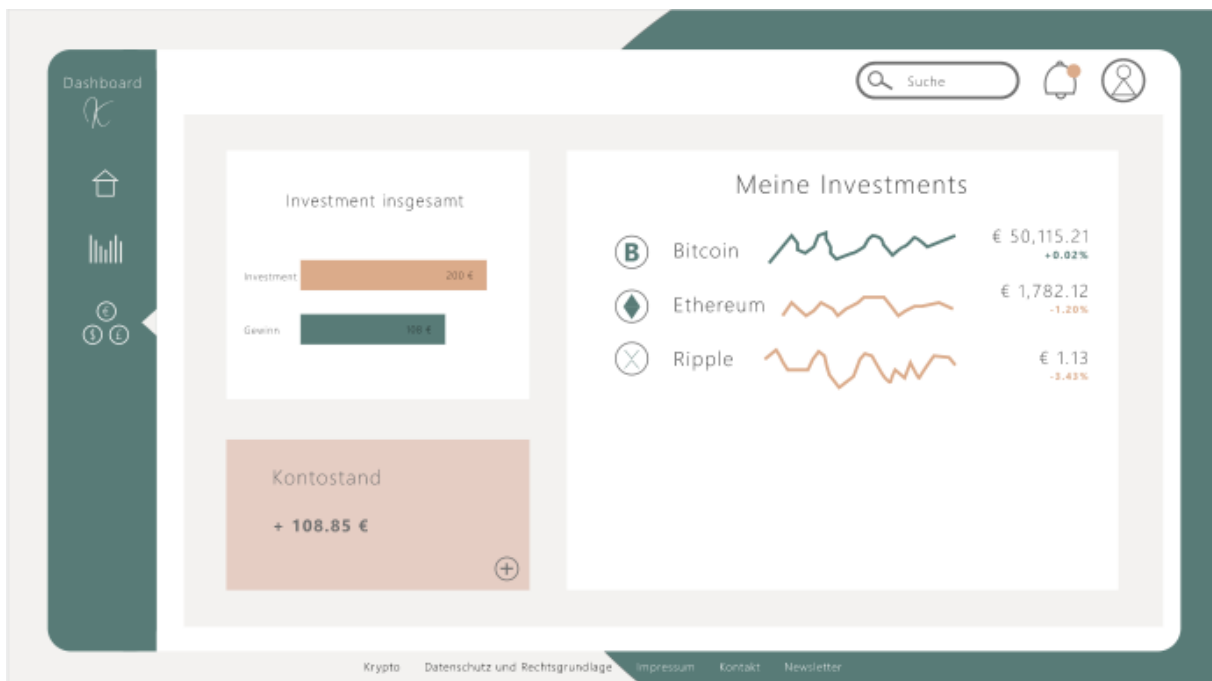 Dashboard
K
Suche
Investment insgesamt
Investment 200 €
Gewinn 108 €
Kontostand
+ 108.85 €
Meine Investments
B Bitcoin € 50,115.21
+0.02%
Ethereum € 1,782.12
-1.20%
Ripple € 1.13
-3.43%
€
$ £
Krypto Datenschutz und Rechtsgrundlage Impressum Kontakt Newsletter